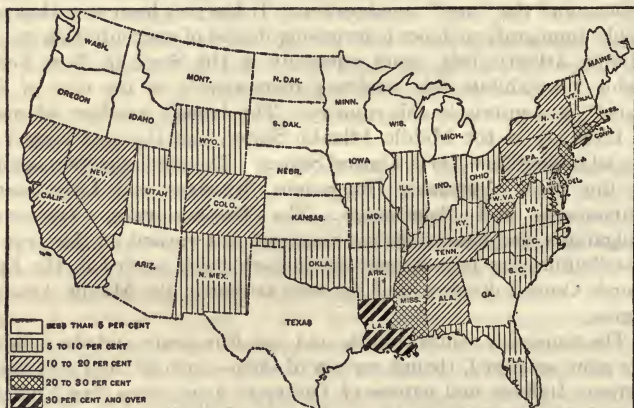 WASH.
MONT.
N. DAK.
MINN.
MAINE
OREGON
IDAHO
S. DAK.
WIS.
MICH.
VT.
N.H.
N. Y.
MASS.
R.I.
CONN.
WYO.
IOWA
PA.
N.J.
NEBR.
NEV.
UTAH
COLO.
ILL.
IND.
OHIO
DEL.
CALIF.
KANSAS
MO.
W. VA.
VA.
KY.
N. C.
ARIZ.
N. MEX.
OKLA.
ARK.
TENN.
S. C.
TEXAS
LA.
MISS.
ALA.
GA.
FLA.
LESS THAN 5 PER CENT
5 TO 10 PER CENT
10 TO 20 PER CENT
20 TO 30 PER CENT
30 PER CENT AND OVER